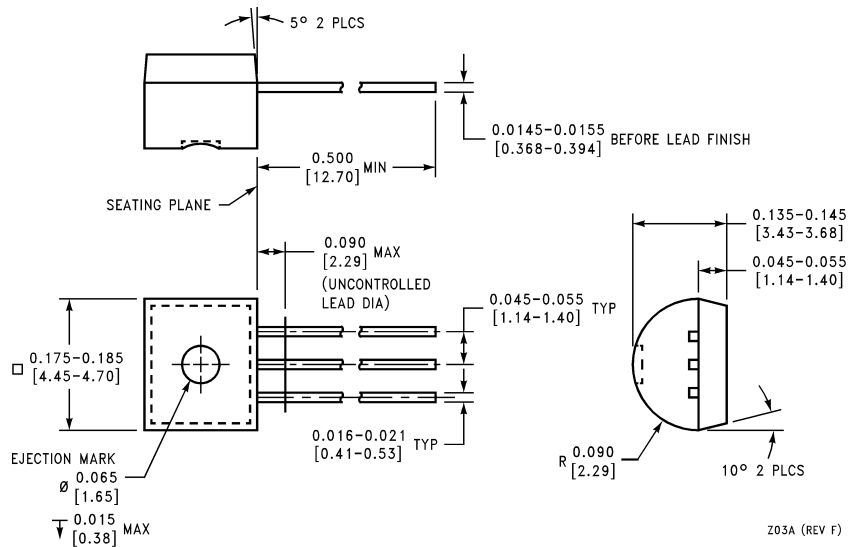 5° 2 PLCS
0.0145–0.0155
[0.368–0.394] BEFORE LEAD FINISH
0.500
[12.70] MIN
SEATING PLANE
0.090
[2.29] MAX
(UNCONTROLLED
LEAD DIA)
0.135–0.145
[3.43–3.68]
0.045–0.055
[1.14–1.40]
0.045–0.055
[1.14–1.40] TYP
0.175–0.185
[4.45–4.70]
0.016–0.021
[0.41–0.53] TYP
R 0.090
[2.29]
10° 2 PLCS
EJECTION MARK
Ø 0.065
[1.65]
0.015
[0.38] MAX
Z03A (REV F)